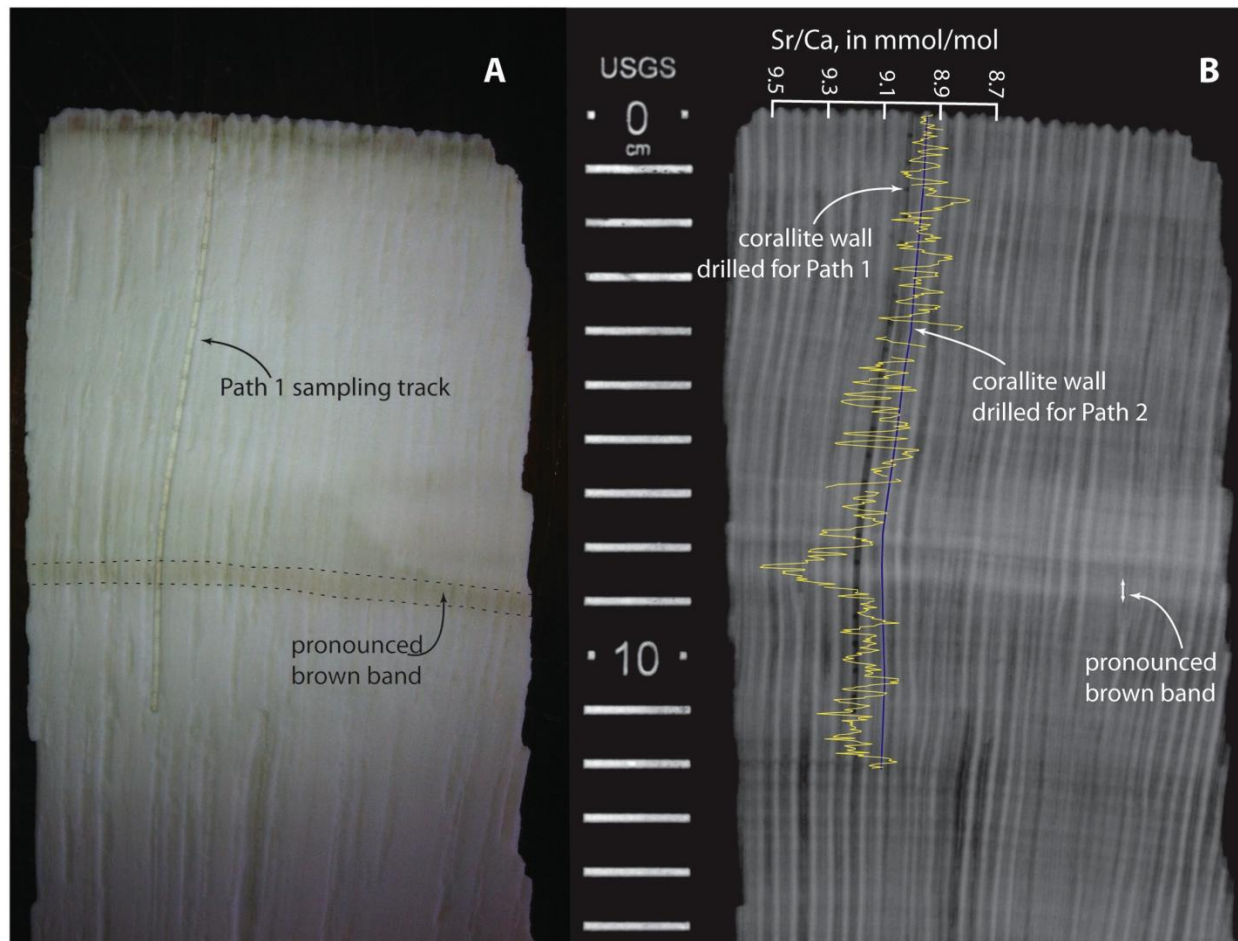 A
Path 1 sampling track
pronounced
brown band
USGS
0
cm
10
Sr/Ca, in mmol/mol
9.5
9.3
9.1
8.9
8.7
B
corallite wall
drilled for Path 1
corallite wall
drilled for Path 2
pronounced
brown band